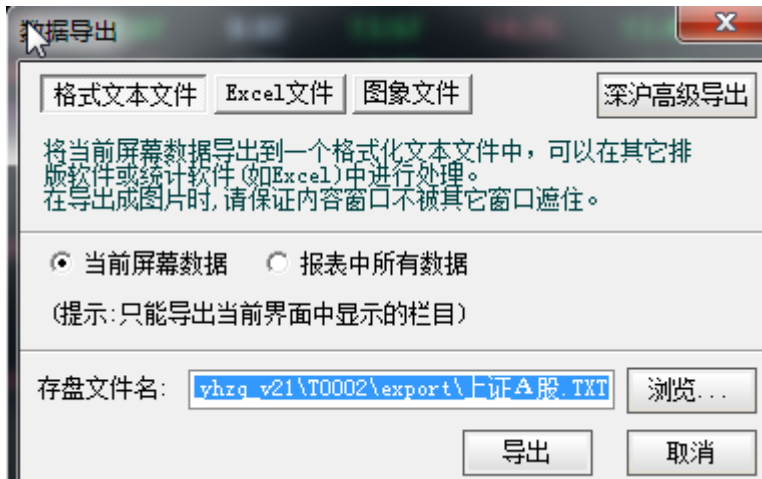 数据导出
格式文本文件 Excel文件 图象文件 深沪高级导出
将当前屏幕数据导出到一个格式化文本文件中，可以在其它排
版软件或统计软件(如Excel)中进行处理。
在导出成图片时,请保证内容窗口不被其它窗口遮住。
当前屏幕数据 报表中所有数据
(提示:只能导出当前界面中显示的栏目)
存盘文件名: yhzq_v21\T0002\export\上证A股.TXT 浏览...
导出 取消